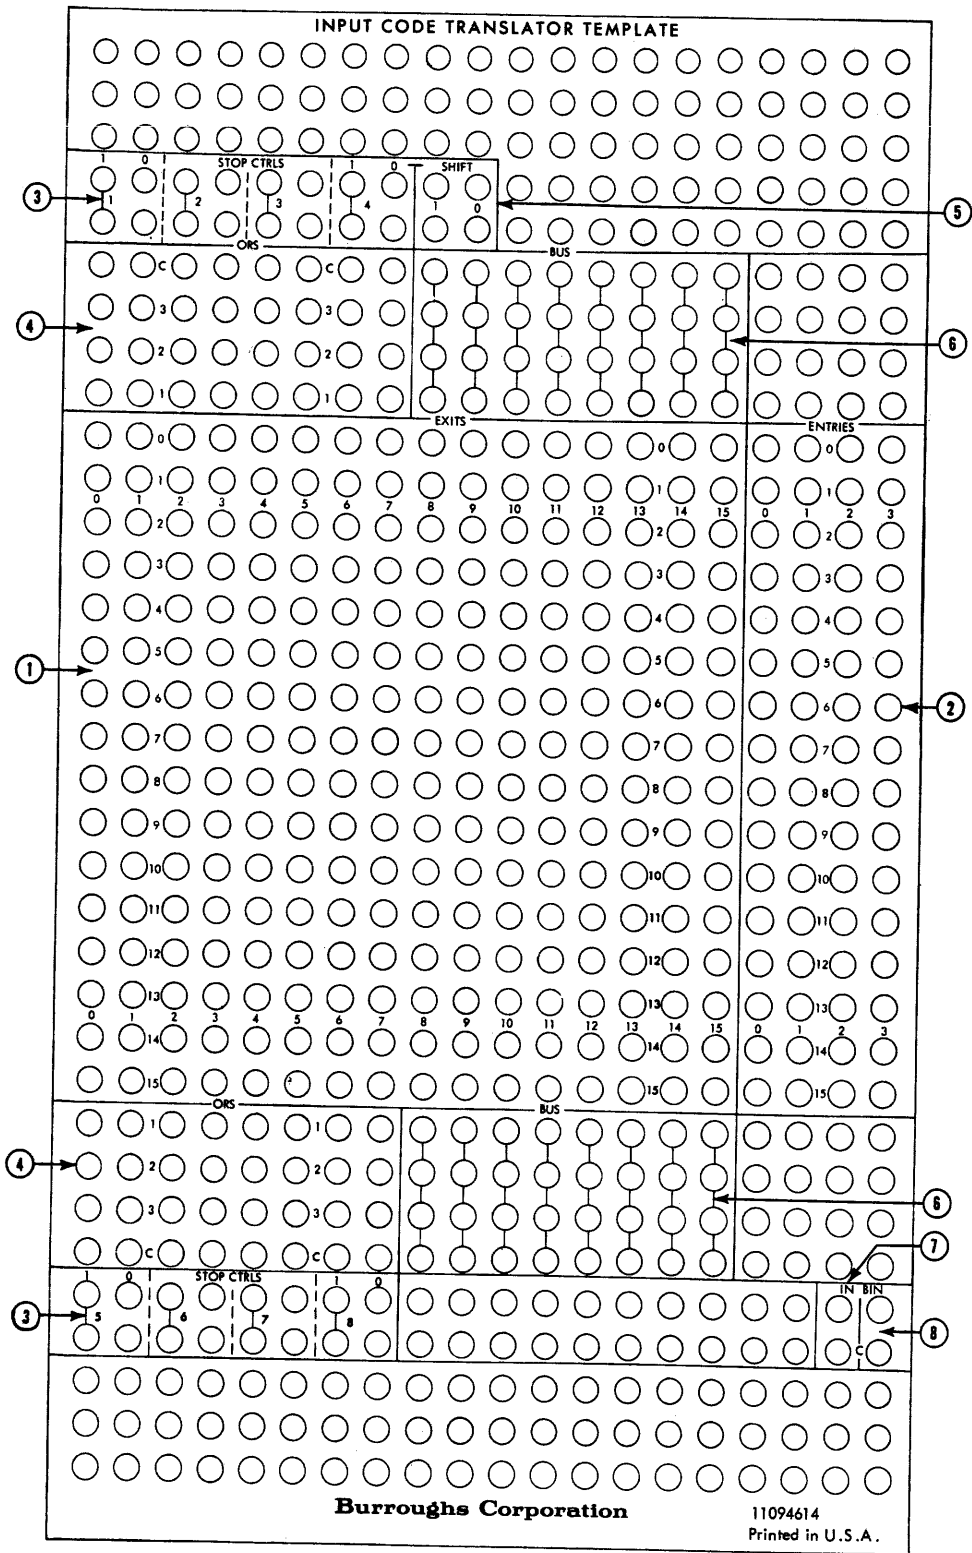 INPUT CODE TRANSLATOR TEMPLATE
1 0 STOP CTRLS 1 0 SHIFT
3 1 2 3 4 1 0 5
ORS BUS
C C
3 3
4 6
2 2
1 1
EXITS ENTRIES
0 0 0
1 1 1
0 1 2 3 4 5 6 7 8 9 10 11 12 13 14 15 0 1 2 3
2 2 2
3 3 3
4 4 4
5 5 5
1
6 6 6 2
7 7 7
8 8 8
9 9 9
10 10 10
11 11 11
12 12 12
13 13 13
0 1 2 3 4 5 6 7 8 9 10 11 12 13 14 15 0 1 2 3
14 14 14
15 15 15
ORS BUS
1 1
4 2 2
3 3 6
C C 7
1 0 STOP CTRLS 1 0 IN BIN
3 5 6 7 8 8
C
Burroughs Corporation
11094614
Printed in U.S.A.